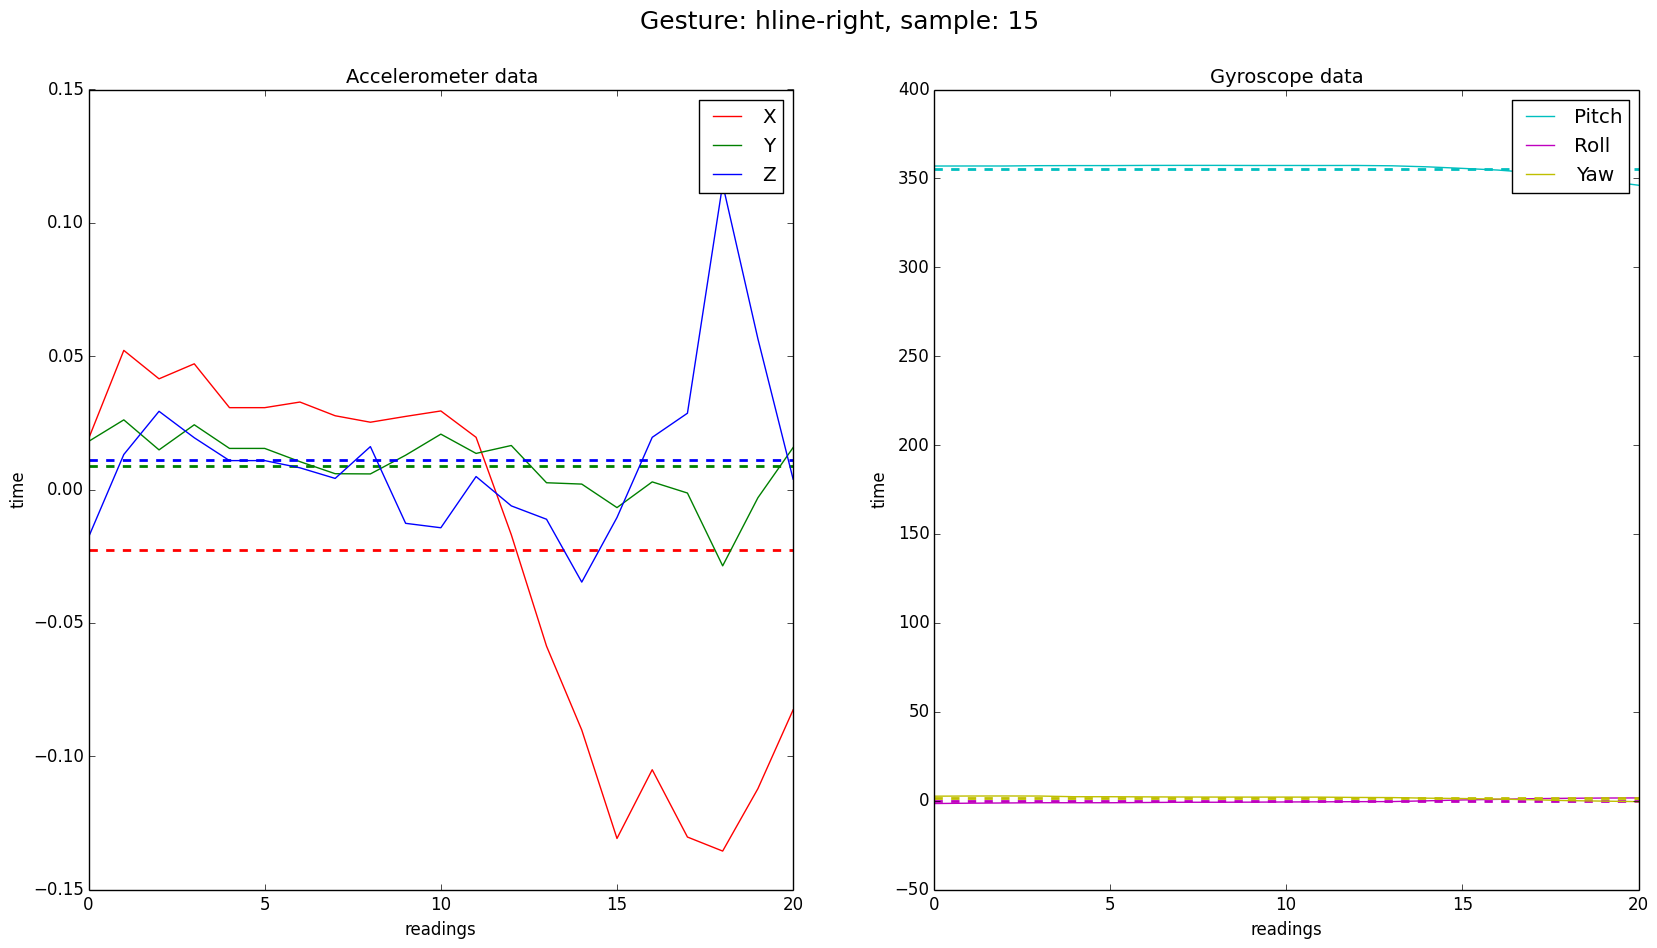 Gesture: hline-right, sample: 15
Accelerometer data
0.15
0.10
0.05
0.00
−0.05
−0.10
−0.15
time
0
5
10
15
20
readings
X
Y
Z
Gyroscope data
400
350
300
250
200
150
100
50
0
−50
time
0
5
10
15
20
readings
Pitch
Roll
Yaw